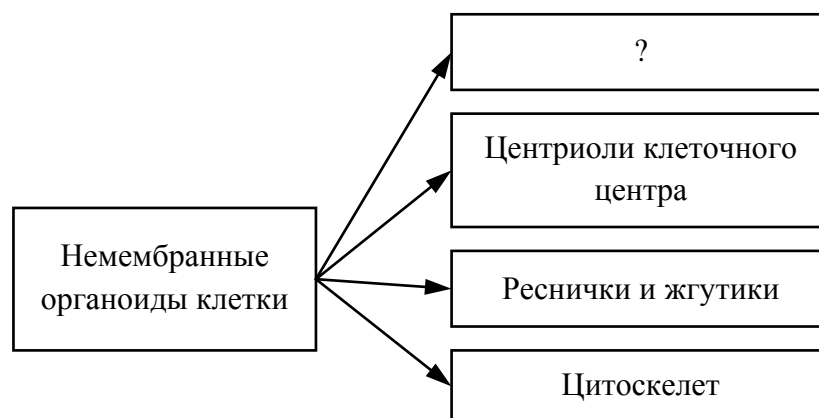 ?
Центриоли клеточного
центра
Немембранные
органоиды клетки
Реснички и жгутики
Цитоскелет